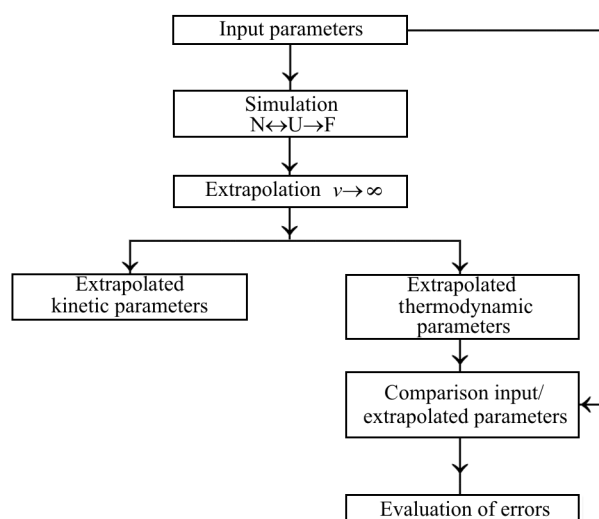 Input parameters
Simulation
N↔U→F
Extrapolation v→∞
Extrapolated
kinetic parameters
Extrapolated
thermodynamic
parameters
Comparison input/
extrapolated parameters
Evaluation of errors